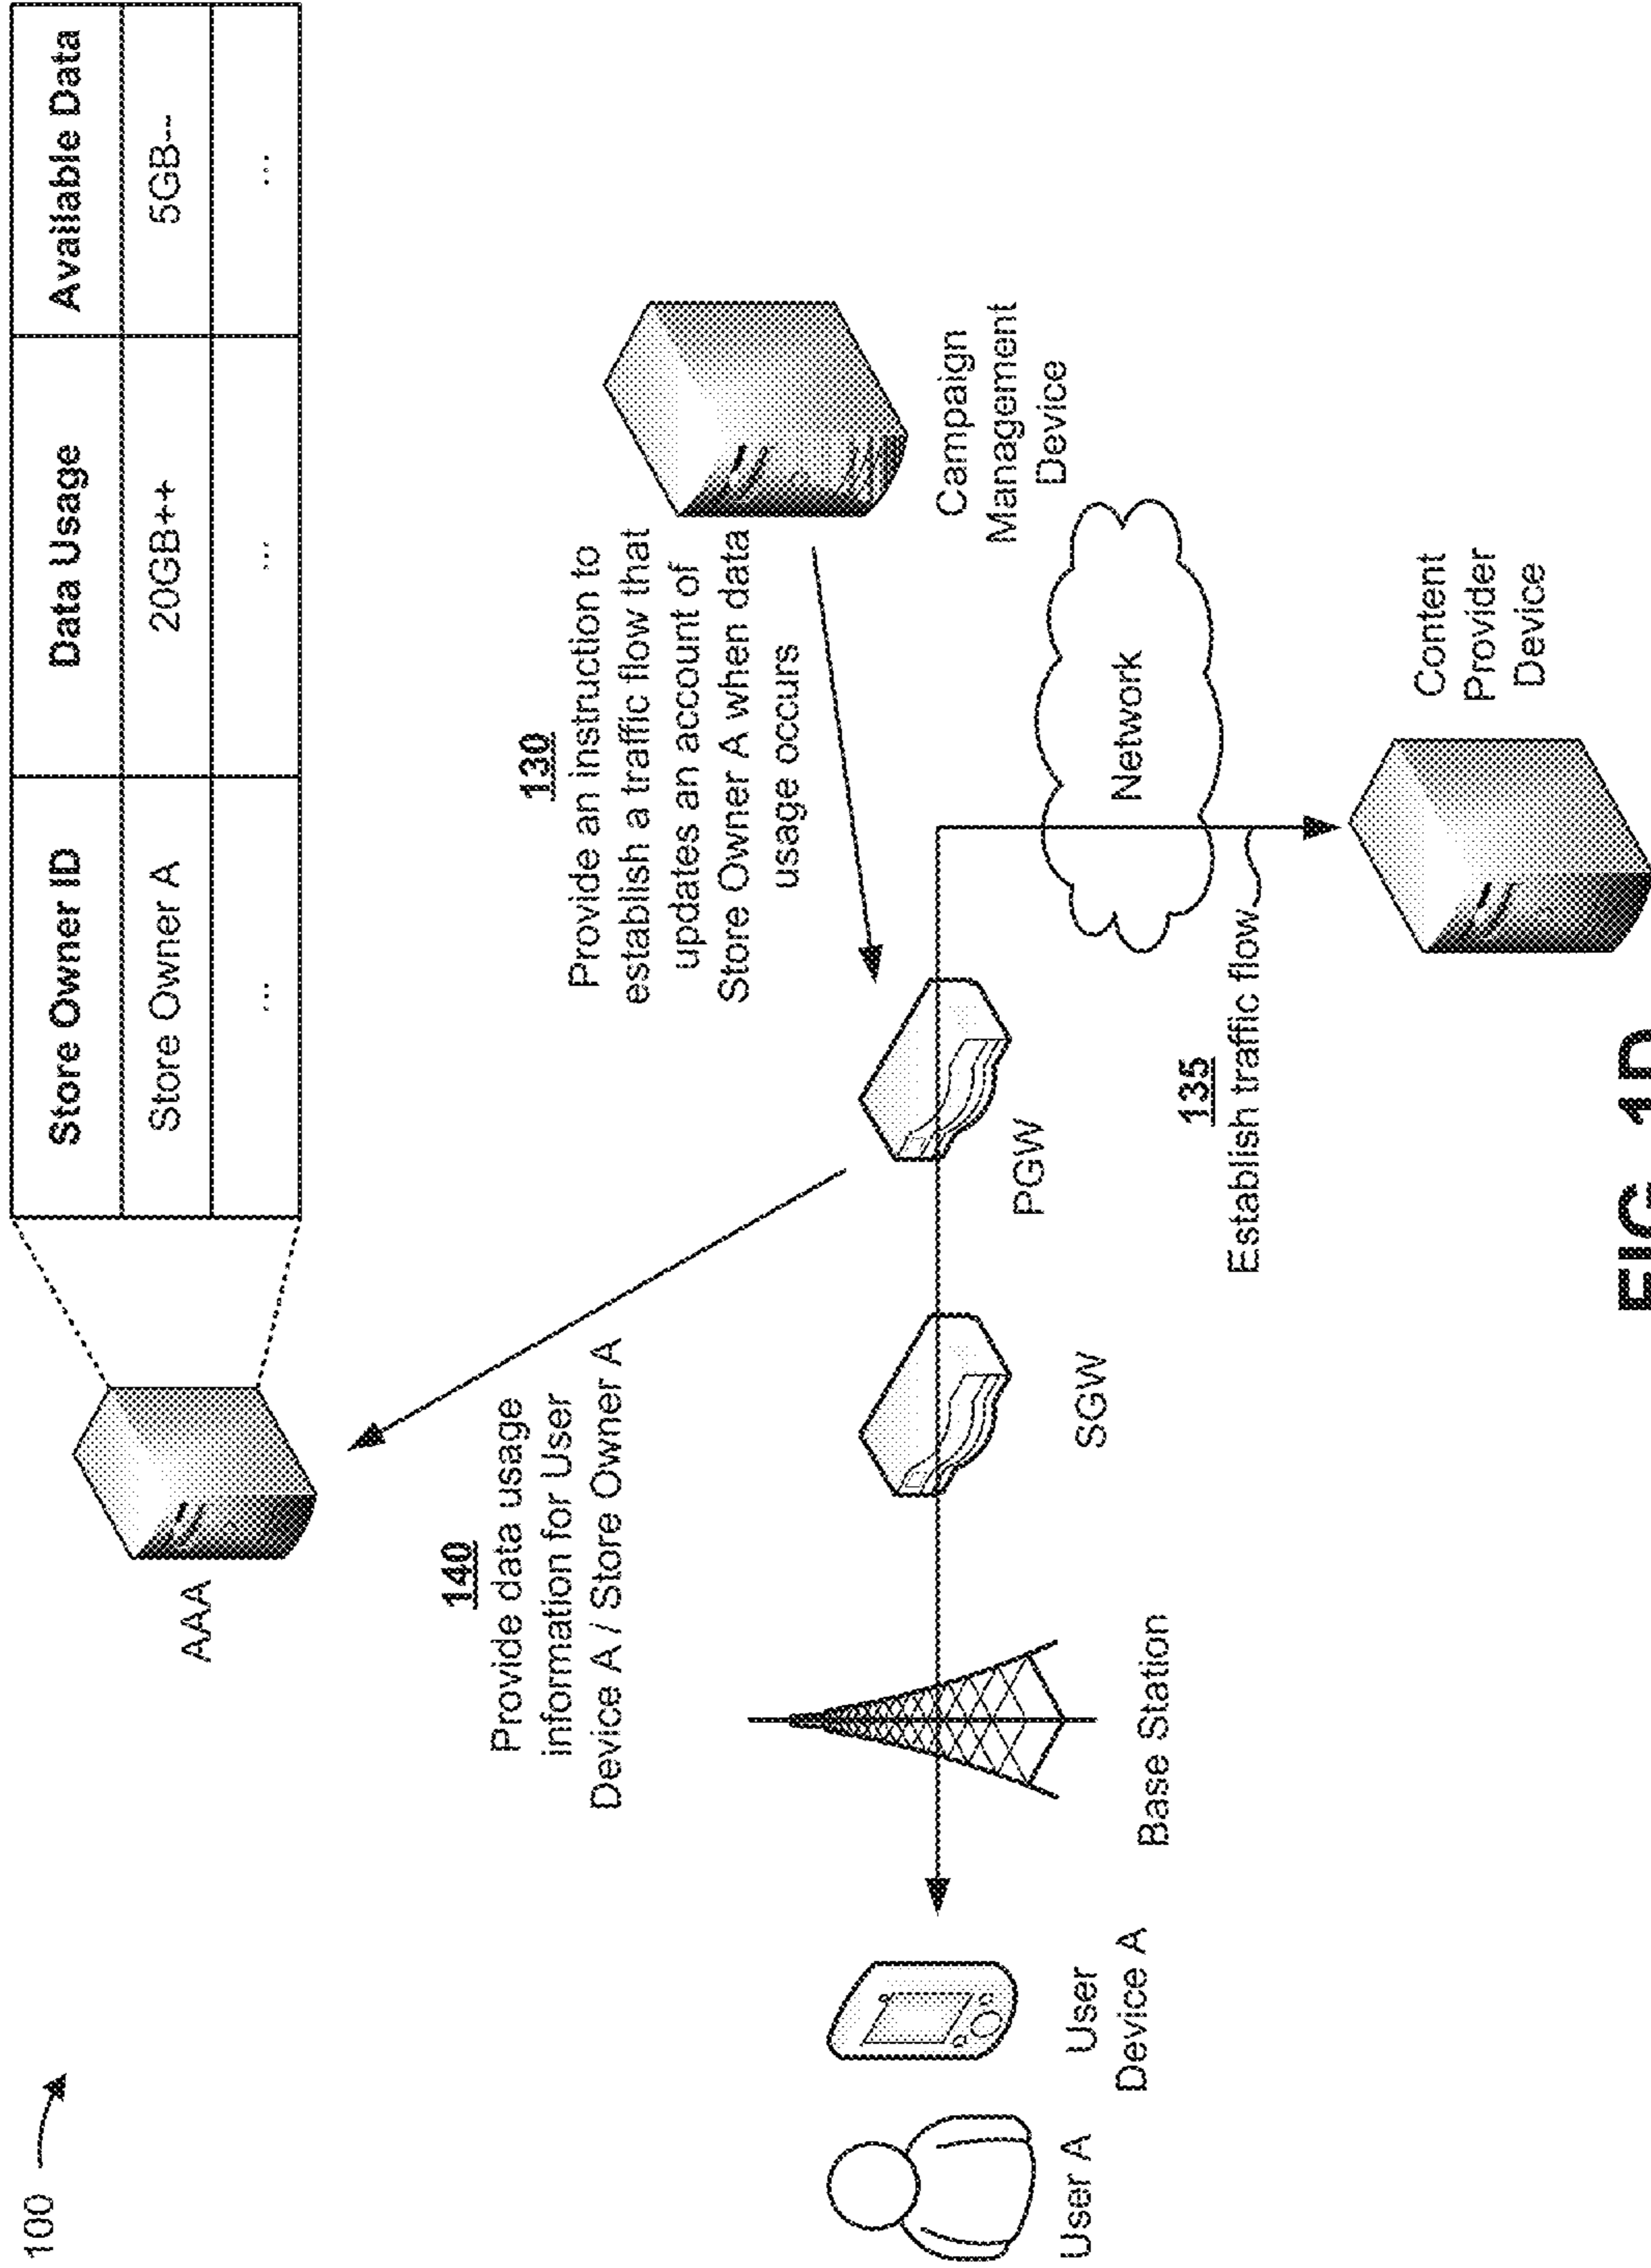 100
Store Owner ID Data Usage Available Data
Store Owner A 20GB++ 5GB--
... ... ...
AAA
140
Provide data usage
information for User
Device A / Store Owner A
130
Provide an instruction to
establish a traffic flow that
updates an account of
Store Owner A when data
usage occurs
Campaign
Management
Device
User A
User
Device A
Base Station
SGW
PGW
Network
135
Establish traffic flow
Content
Provider
Device
FIG. 1D